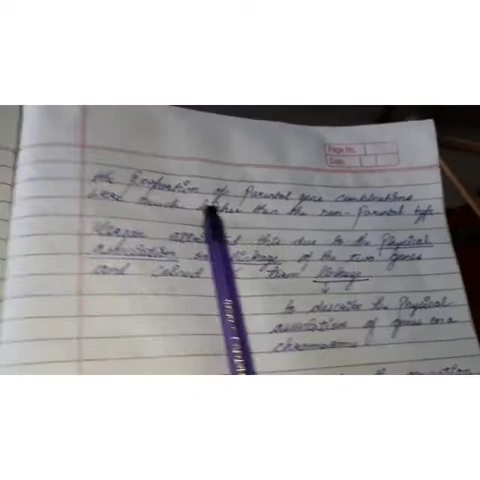 Page No.
Date.
the Proportion of Parental gene combinations
were much higher than the non-Parental type
this due to the Physical
association or linkage of the two genes
and coined term linkage
to describe the Physical
association of genes on a
chromosome
the